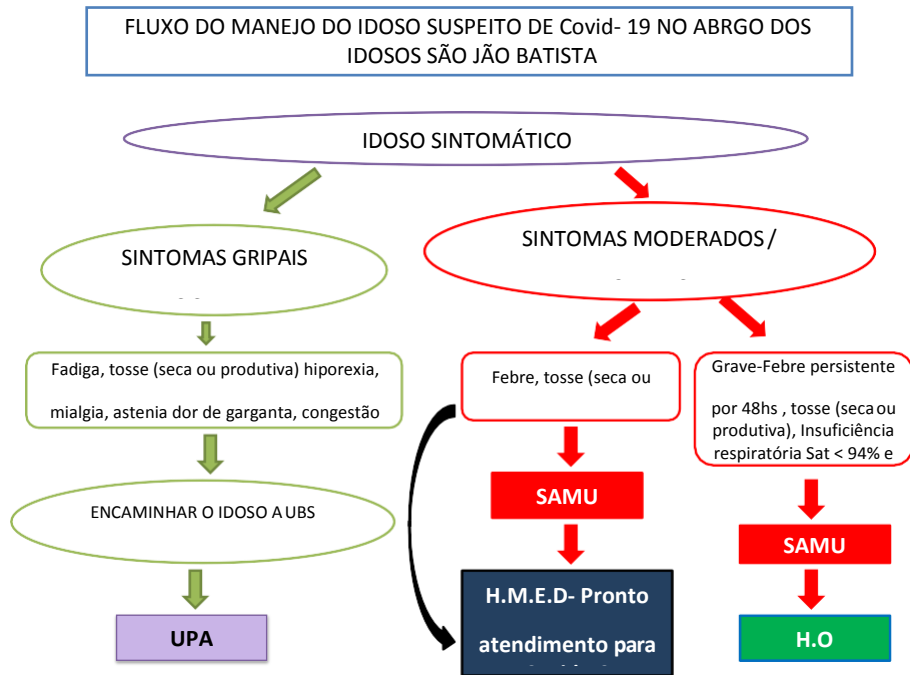 FLUXO DO MANEJO DO IDOSO SUSPEITO DE Covid- 19 NO ABRGO DOS
IDOSOS SÃO JÃO BATISTA
IDOSO SINTOMÁTICO
SINTOMAS GRIPAIS
SINTOMAS MODERADOS /
Fadiga, tosse (seca ou produtiva) hiporexia,
mialgia, astenia dor de garganta, congestão
Febre, tosse (seca ou
Grave-Febre persistente
por 48hs , tosse (seca ou
produtiva), Insuficiência
respiratória Sat < 94% e
ENCAMINHAR O IDOSO A UBS
SAMU
SAMU
UPA
H.M.E.D- Pronto
atendimento para
H.O